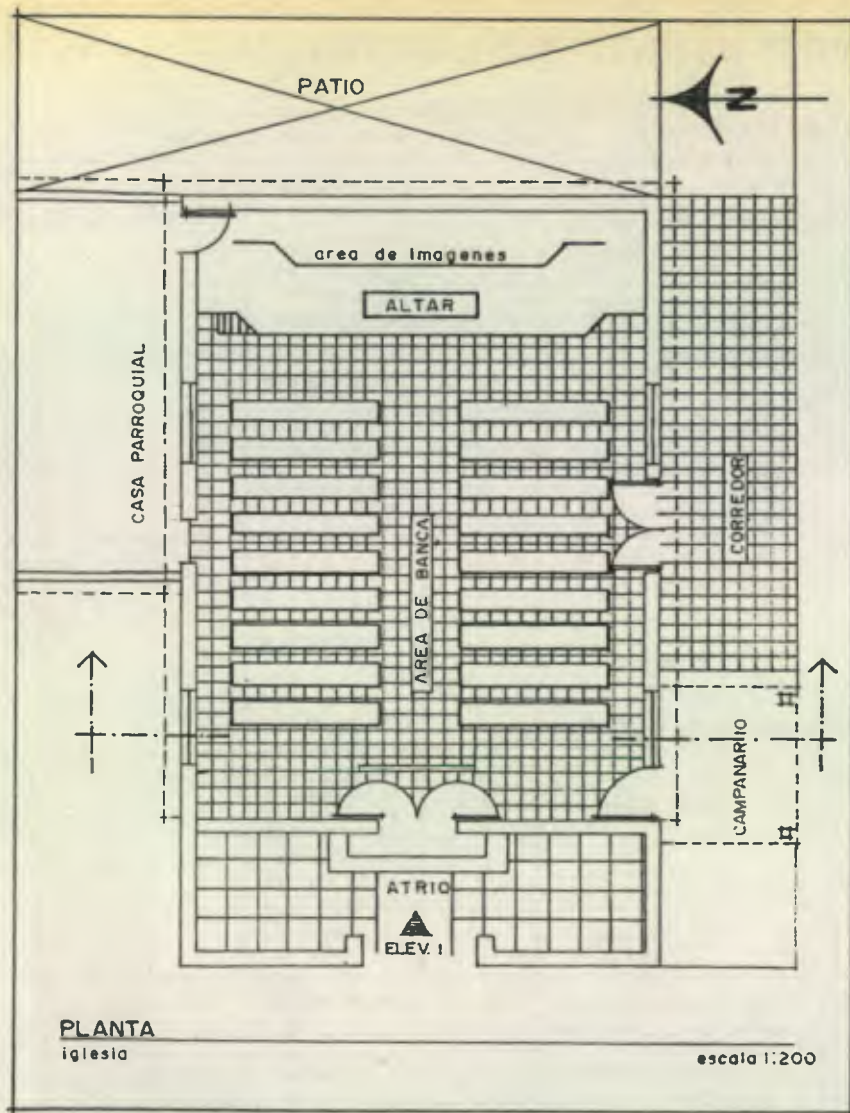 PATIO
N
area de Imagenes
ALTAR
CASA PARROQUIAL
AREA DE BANCA
CORREDOR
CAMPANARIO
ATRIO
ELEV. 1
PLANTA
iglesia
escala 1:200